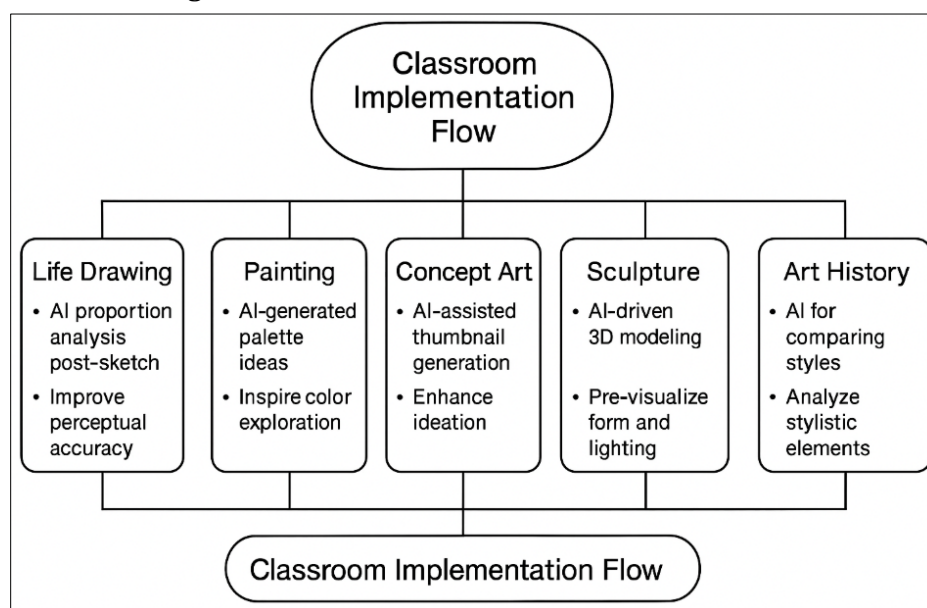 Classroom
Implementation
Flow
Life Drawing
• AI proportion
analysis
post-sketch
• Improve
perceptual
accuracy
Painting
• AI-generated
palette
ideas
• Inspire color
exploration
Concept Art
• AI-assisted
thumbnail
generation
• Enhance
ideation
Sculpture
• AI-driven
3D modeling
• Pre-visualize
form and
lighting
Art History
• AI for
comparing
styles
• Analyze
stylistic
elements
Classroom Implementation Flow